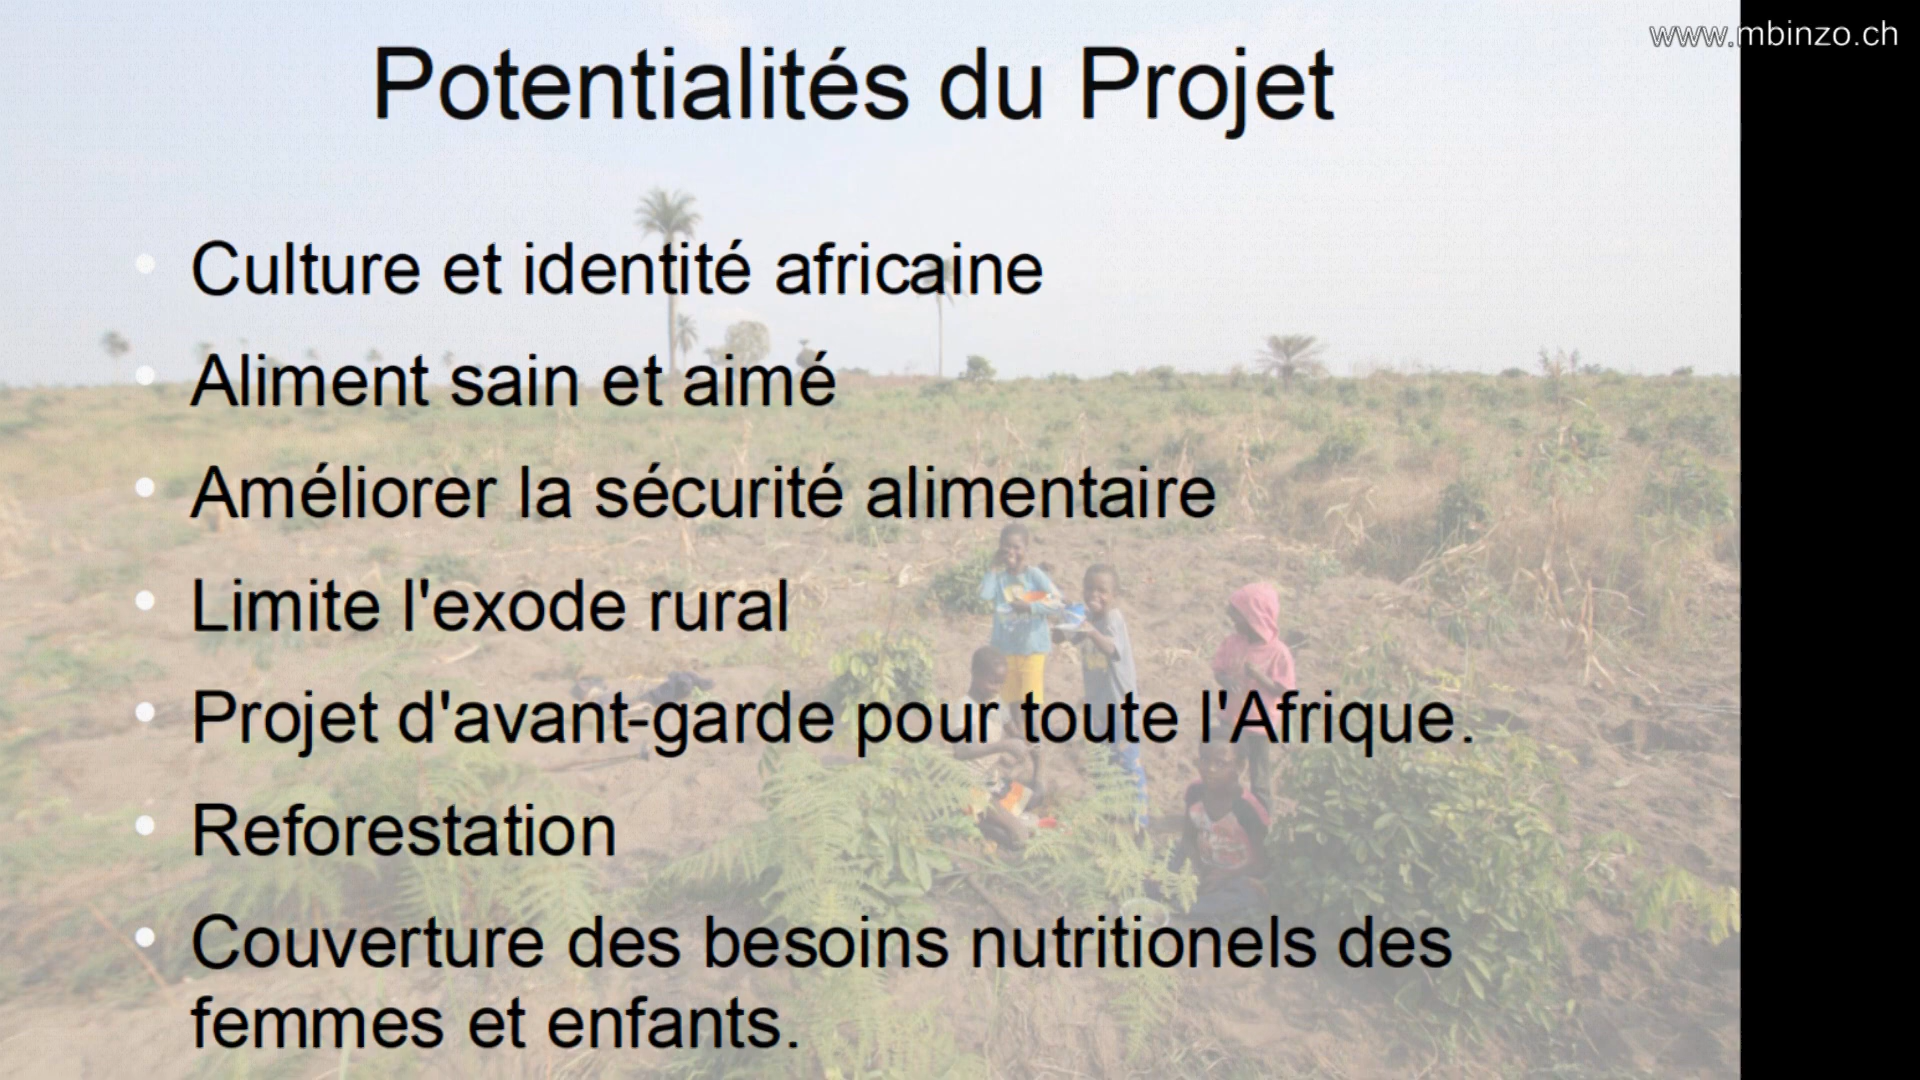 www.mbinzo.ch
Potentialités du Projet
Culture et identité africaine
Aliment sain et aimé
Améliorer la sécurité alimentaire
Limite l'exode rural
Projet d'avant-garde pour toute l'Afrique.
Reforestation
Couverture des besoins nutritionels des
femmes et enfants.